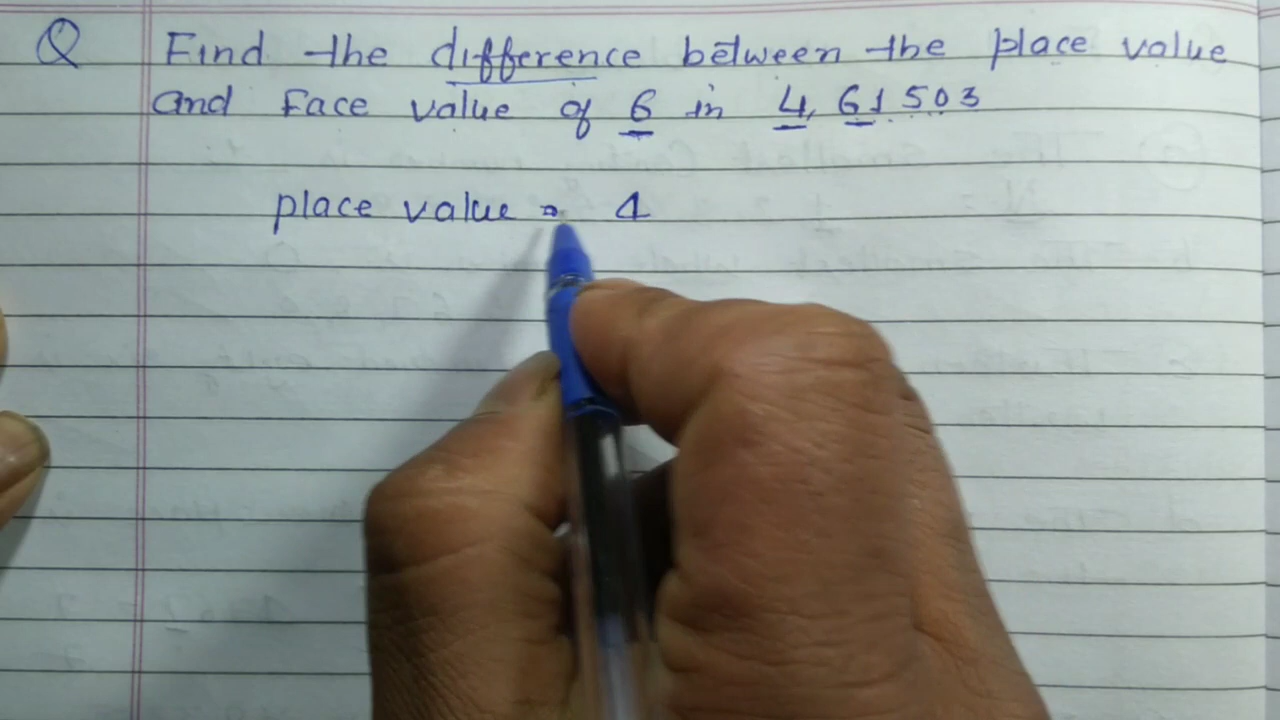 Q Find the difference between the place value
and Face value of 6 in 4,61503
place value = 4